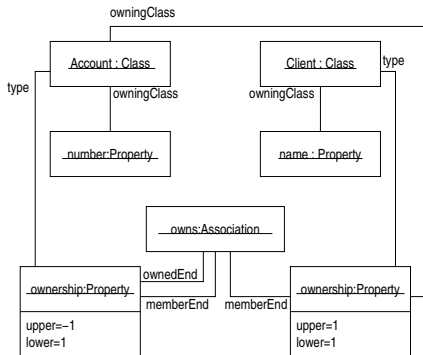 owningClass
Account : Class
Client : Class
type
type
owningClass
owningClass
number:Property
name : Property
owns:Association
ownedEnd
ownership:Property
ownership:Property
memberEnd
memberEnd
upper=−1
lower=1
upper=1
lower=1